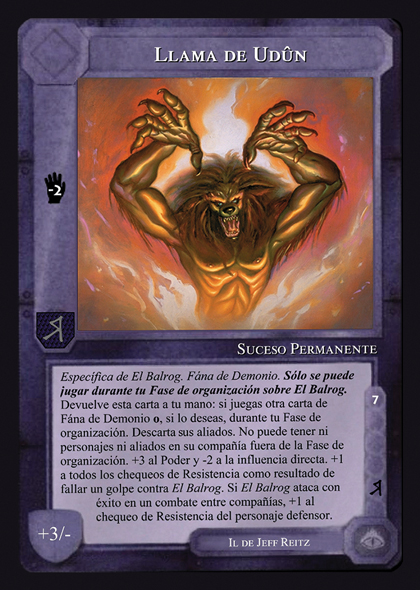 LLAMA DE UDÛN
-2
SUCESO PERMANENTE
Específica de El Balrog. Fána de Demonio. Sólo se puede
jugar durante tu Fase de organización sobre El Balrog.
Devuelve esta carta a tu mano: si juegas otra carta de
Fána de Demonio o, si lo deseas, durante tu Fase de
organización. Descarta sus aliados. No puede tener ni
personajes ni aliados en su compañía fuera de la Fase de
organización. +3 al Poder y -2 a la influencia directa. +1
a todos los chequeos de Resistencia como resultado de
fallar un golpe contra El Balrog. Si El Balrog ataca con
éxito en un combate entre compañías, +1 al
chequeo de Resistencia del personaje defensor.
7
+3/-
IL DE JEFF REITZ